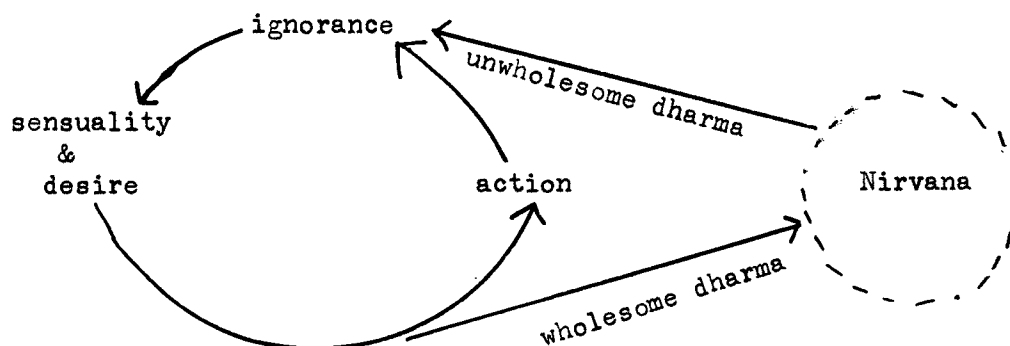 ignorance
unwholesome dharma
sensuality
&
desire
action
Nirvana
wholesome dharma